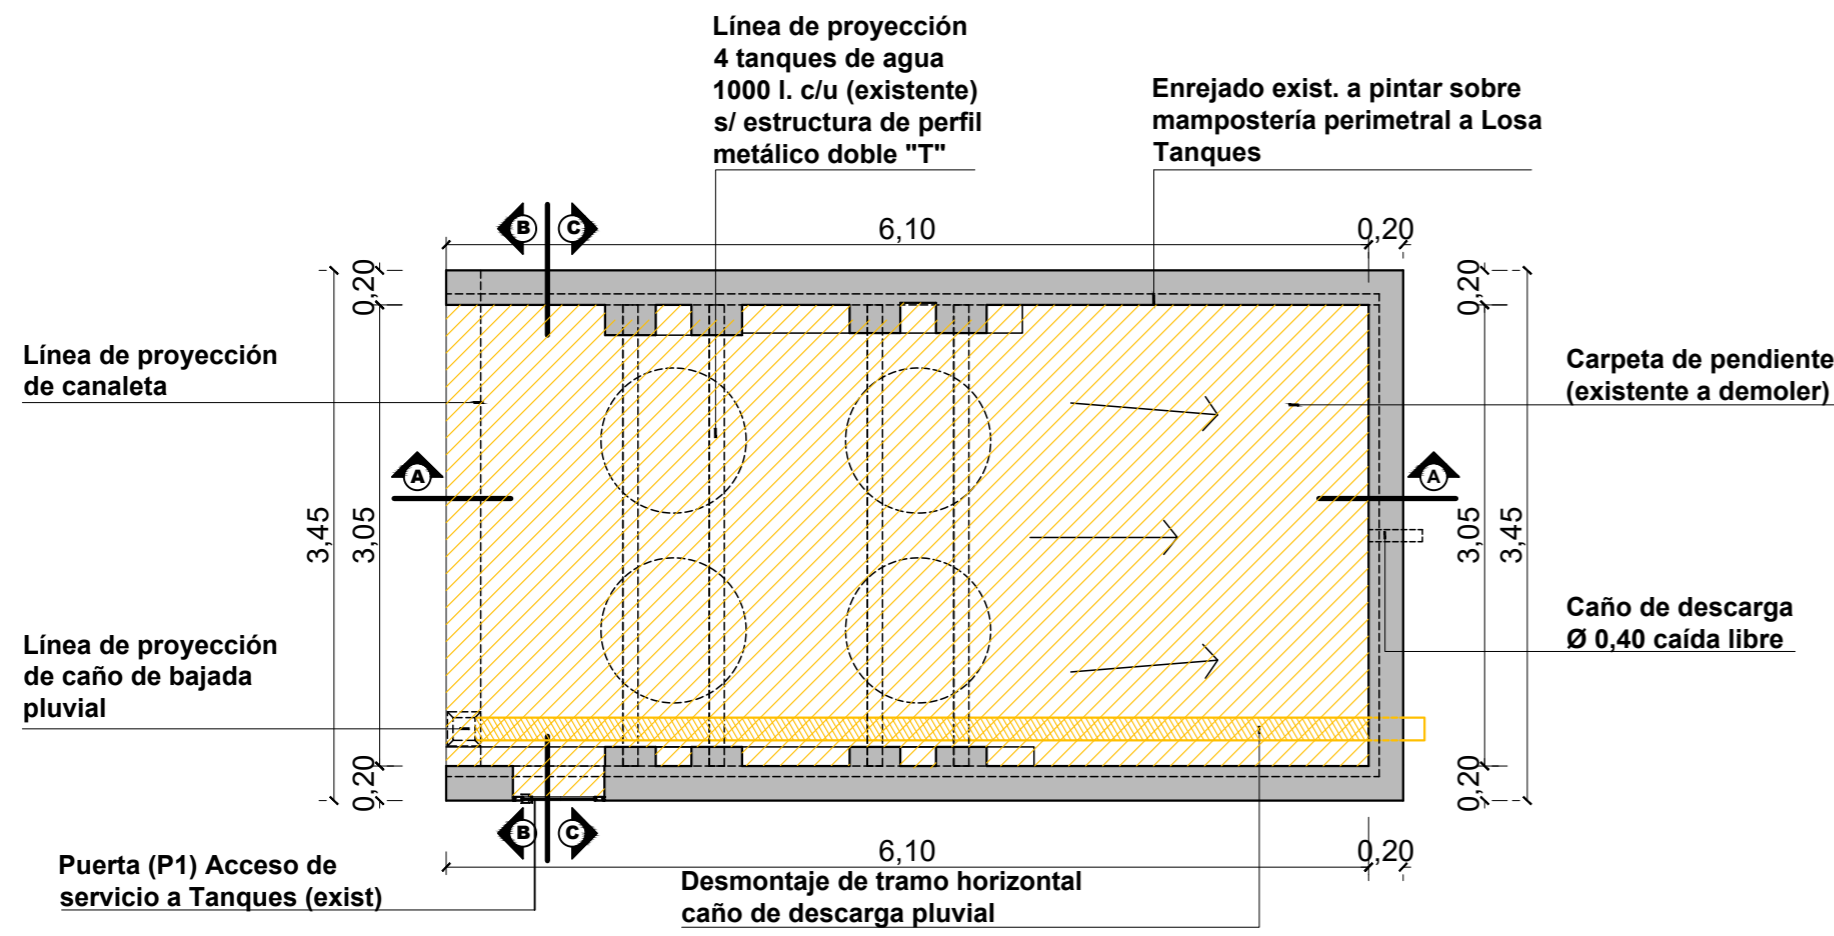 Línea de proyección
4 tanques de agua
1000 l. c/u (existente)
s/ estructura de perfil
metálico doble "T"
Enrejado exist. a pintar sobre
mampostería perimetral a Losa
Tanques
B
C
6,10
0,20
0,20
0,20
Línea de proyección
de canaleta
Carpeta de pendiente
(existente a demoler)
A
A
3,45
3,05
3,05
3,45
Caño de descarga
Ø 0,40 caída libre
Línea de proyección
de caño de bajada
pluvial
0,20
0,20
B
C
6,10
0,20
Puerta (P1) Acceso de
servicio a Tanques (exist)
Desmontaje de tramo horizontal
caño de descarga pluvial